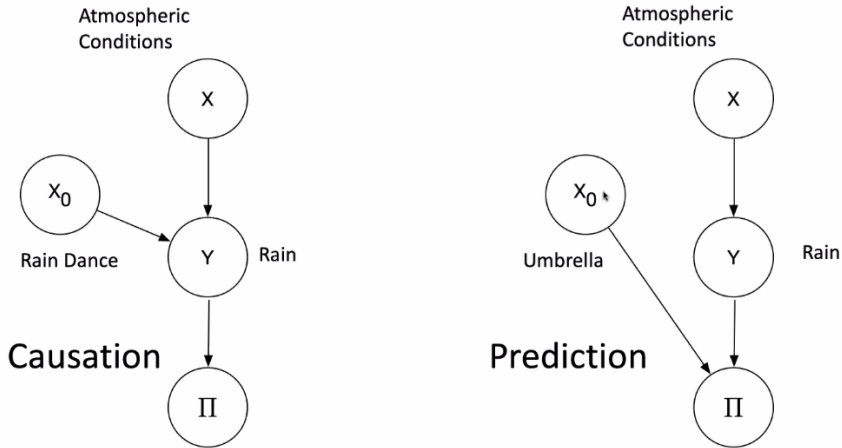 Atmospheric
Conditions
X
X₀
Rain Dance
Y
Rain
Causation
Π
Atmospheric
Conditions
X
X₀
Umbrella
Y
Rain
Prediction
Π